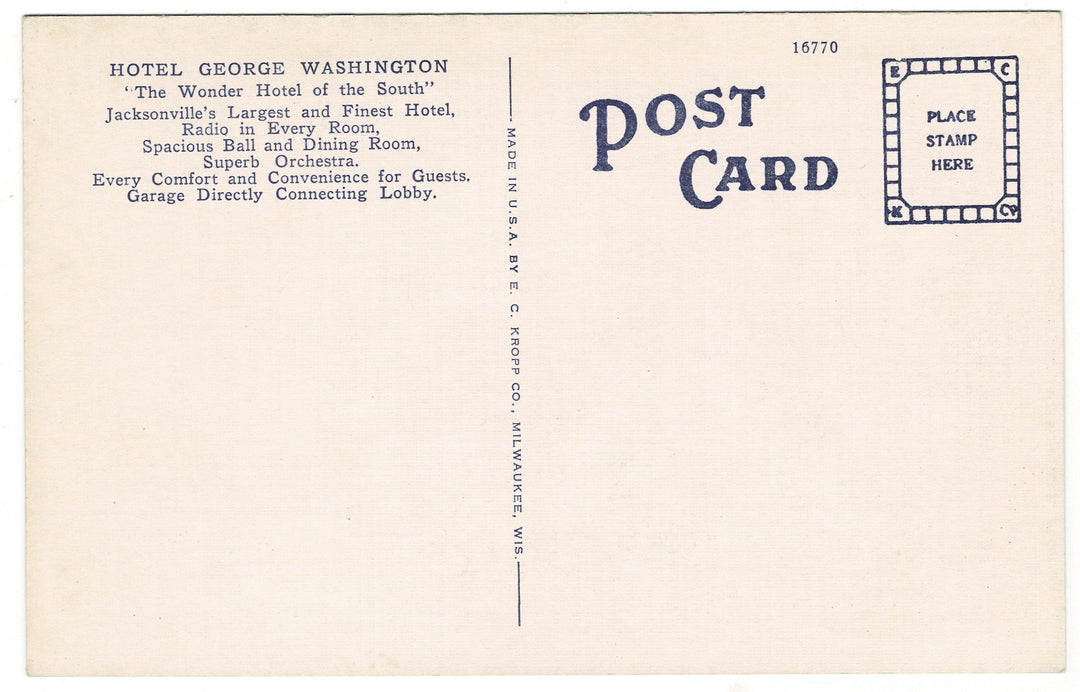 HOTEL GEORGE WASHINGTON
"The Wonder Hotel of the South"
Jacksonville's Largest and Finest Hotel,
Radio in Every Room,
Spacious Ball and Dining Room,
Superb Orchestra.
Every Comfort and Convenience for Guests.
Garage Directly Connecting Lobby.
MADE IN U.S.A. BY E. C. KROPP CO., MILWAUKEE, WIS.
16770
POST
CARD
E C
PLACE
STAMP
HERE
K Co